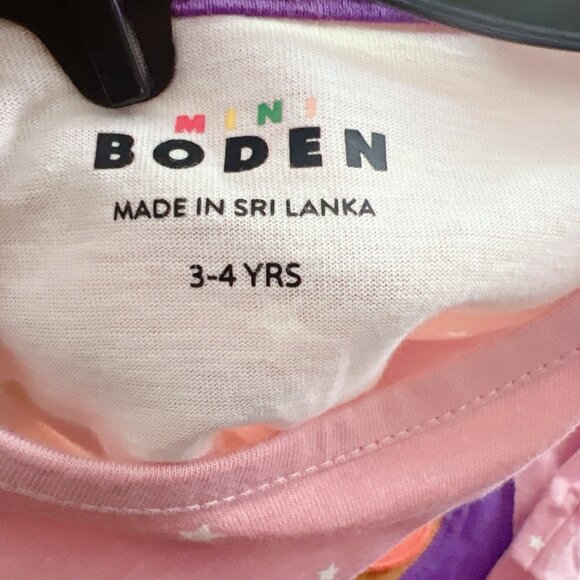 MINI
BODEN
MADE IN SRI LANKA
3-4 YRS